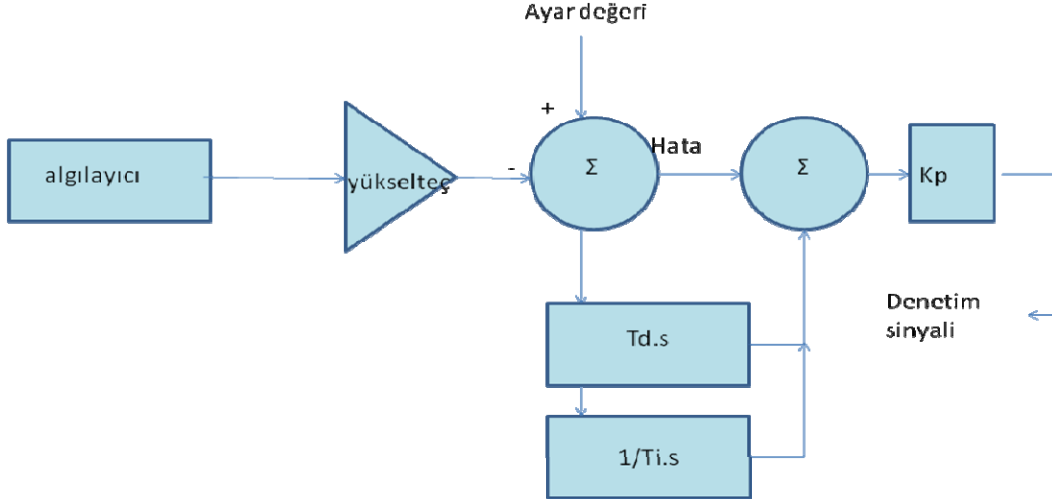 Ayar değeri
+
Hata
-
Σ
Σ
algılayıcı
yükselteç
Kp
Denetim
sinyali
Td.s
1/Ti.s